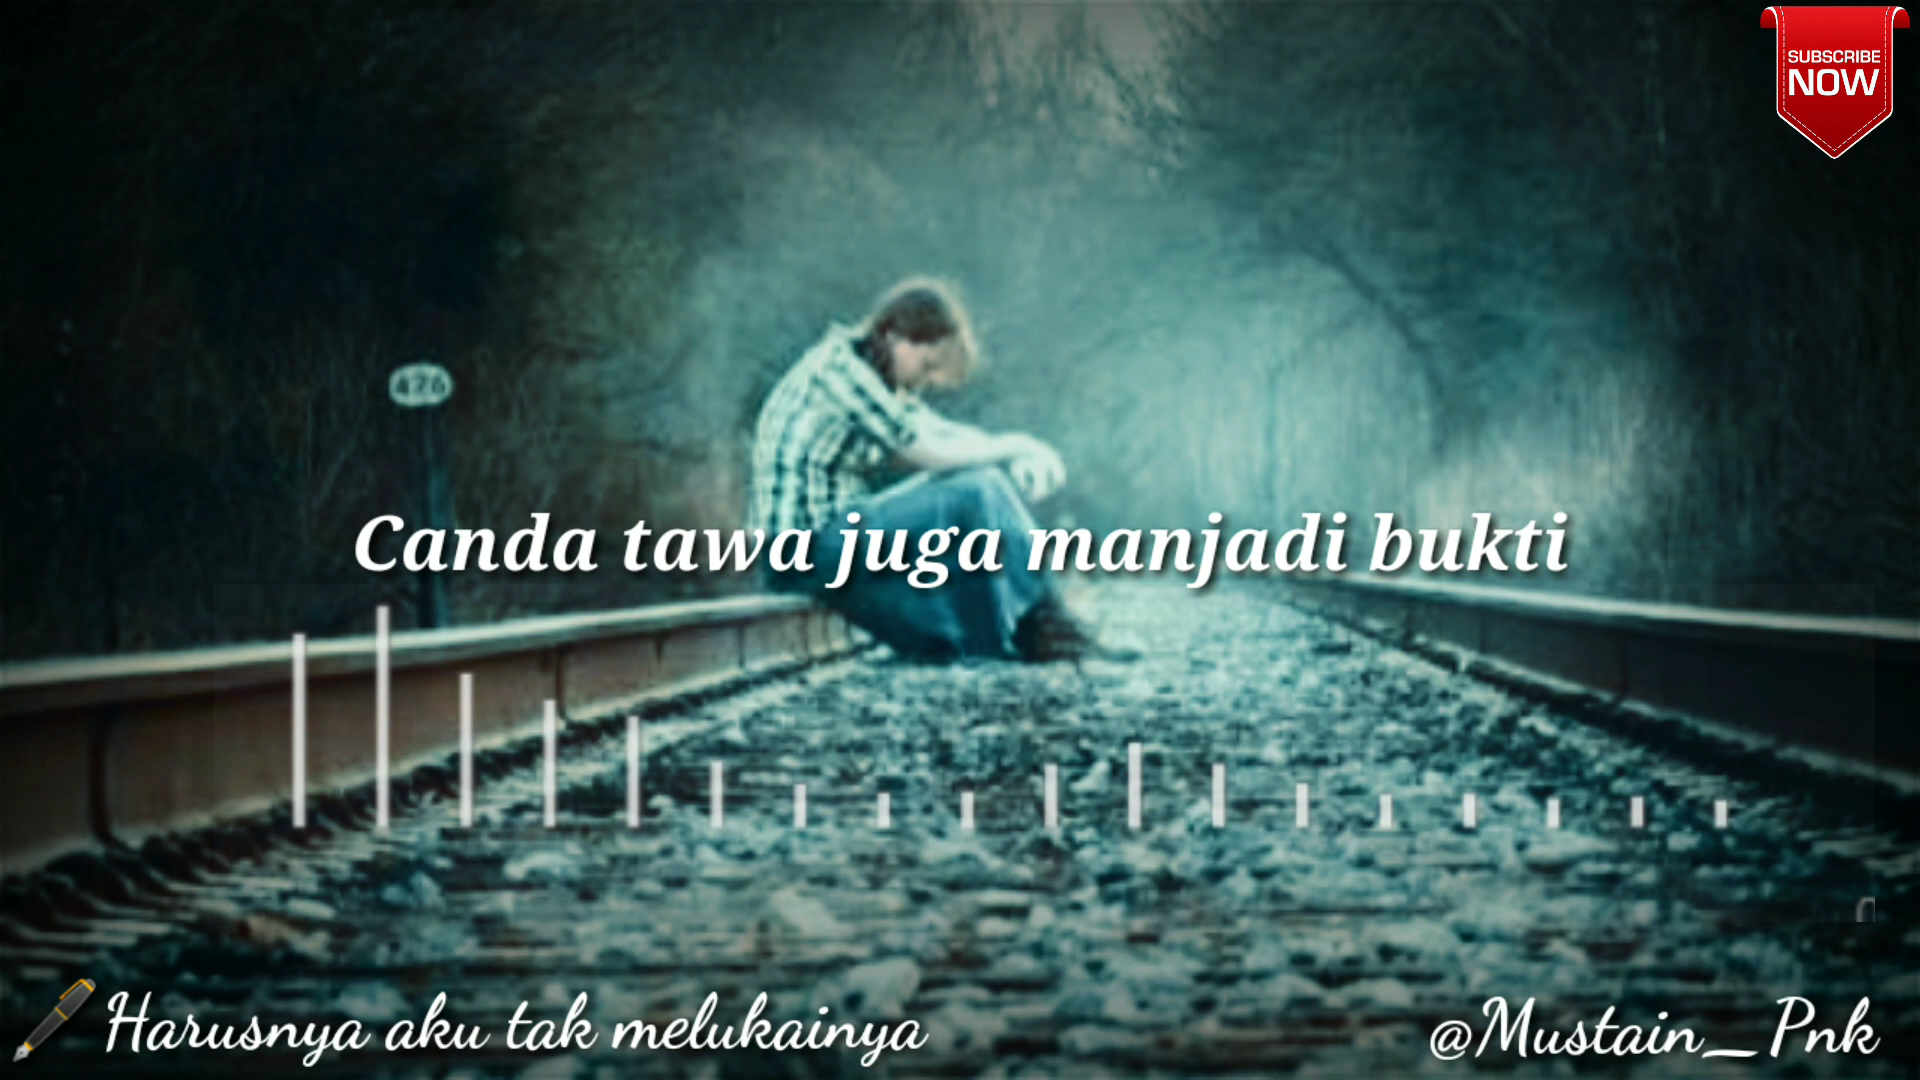 SUBSCRIBE
NOW
476
Canda tawa juga manjadi bukti
Harusnya aku tak melukainya
@Mustain_Pnk